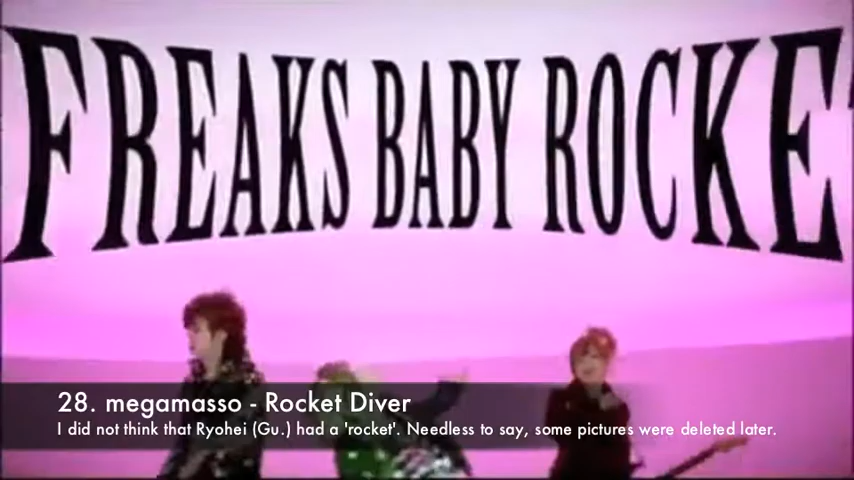 FREAKS BABY ROCKE
28. megamasso - Rocket Diver
I did not think that Ryohei (Gu.) had a 'rocket'. Needless to say, some pictures were deleted later.